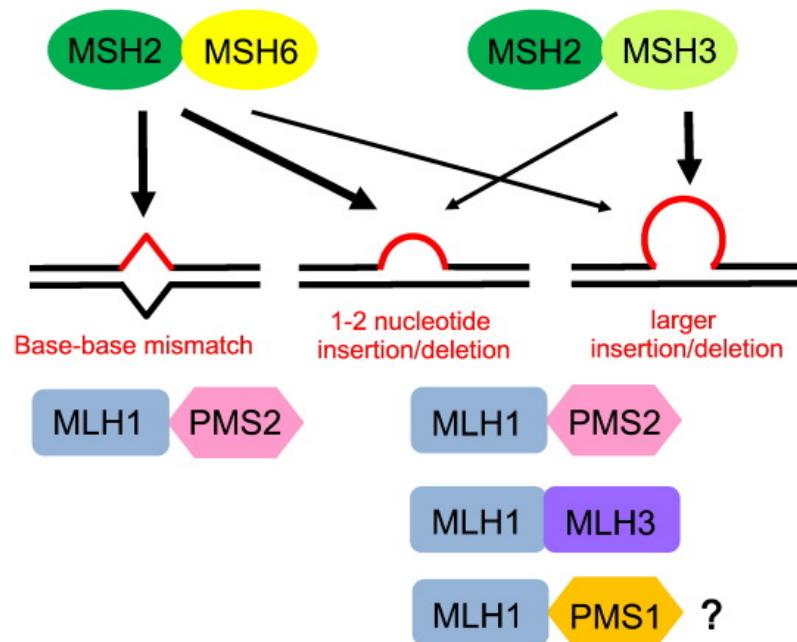 MSH2 MSH6 MSH2 MSH3
Base-base mismatch
1-2 nucleotide
insertion/deletion
larger
insertion/deletion
MLH1 PMS2 MLH1 PMS2
MLH1 MLH3
MLH1 PMS1 ?